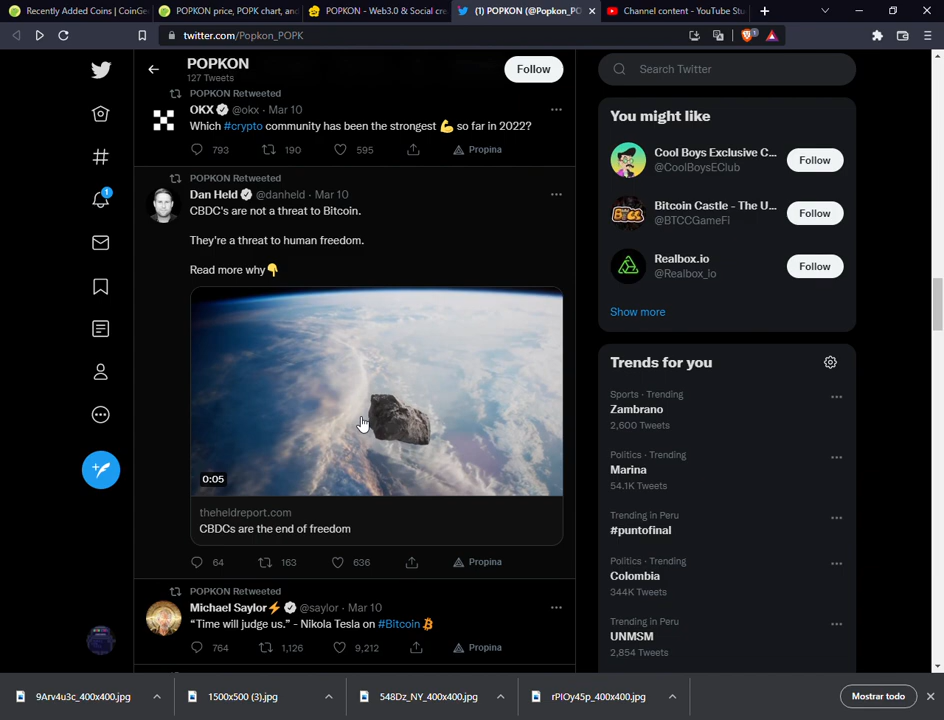 Recently Added Coins | CoinGe
POPKON price, POPK chart, and
POPKON - Web3.0 & Social cre
(1) POPKON (@Popkon_PO
Channel content - YouTube Stu
twitter.com/Popkon_POPK
POPKON
127 Tweets
Follow
Search Twitter
POPKON Retweeted
OKX @okx · Mar 10
Which #crypto community has been the strongest 💪 so far in 2022?
793 190 595 Propina
POPKON Retweeted
Dan Held @danheld · Mar 10
CBDC's are not a threat to Bitcoin.
They're a threat to human freedom.
Read more why👇
0:05
theheldreport.com
CBDCs are the end of freedom
64 163 636 Propina
POPKON Retweeted
Michael Saylor⚡ @saylor · Mar 10
“Time will judge us.” - Nikola Tesla on #Bitcoin
764 1,126 9,212 Propina
1
You might like
Cool Boys Exclusive C...
@CoolBoysEClub
Follow
Bitcoin Castle - The U...
@BTCCGameFi
Follow
Realbox.io
@Realbox_io
Follow
Show more
Trends for you
Sports · Trending
Zambrano
2,600 Tweets
Politics · Trending
Marina
54.1K Tweets
Trending in Peru
#puntofinal
Politics · Trending
Colombia
344K Tweets
Trending in Peru
UNMSM
2,854 Tweets
9Arv4u3c_400x400.jpg
1500x500 (3).jpg
548Dz_NY_400x400.jpg
rPIOy45p_400x400.jpg
Mostrar todo